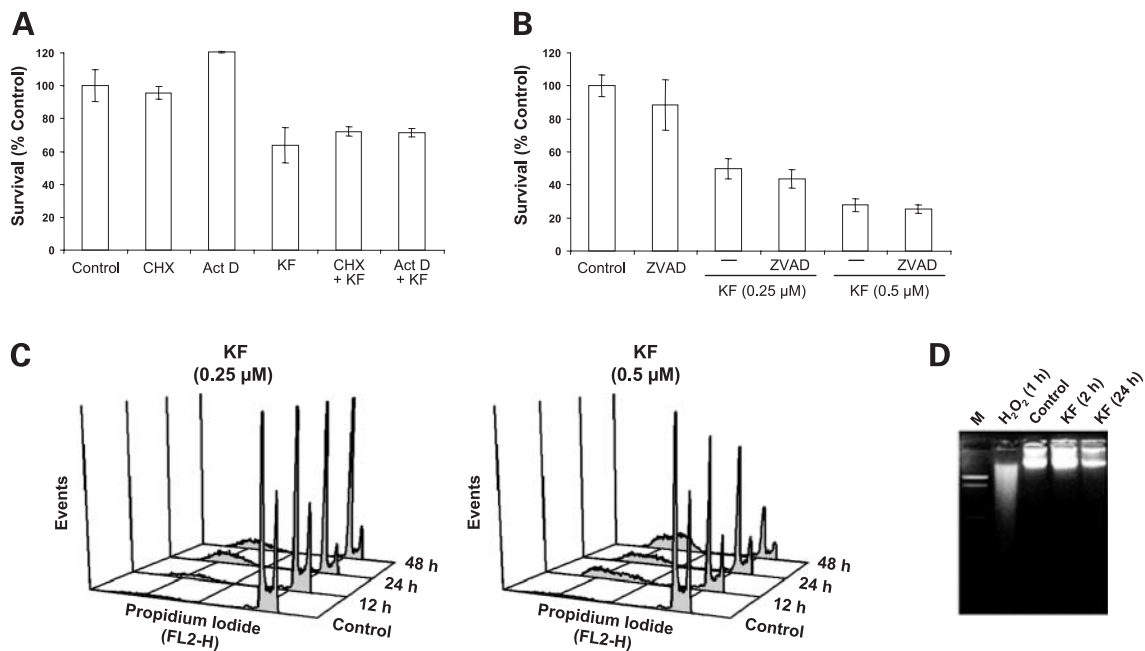 A
Survival (% Control)
120
100
80
60
40
20
0
Control
CHX
Act D
KF
CHX
+ KF
Act D
+ KF
B
Survival (% Control)
120
100
80
60
40
20
0
Control
ZVAD
—
ZVAD
—
ZVAD
KF (0.25 µM)
KF (0.5 µM)
C
KF
(0.25 µM)
Events
48 h
24 h
12 h
Control
Propidium Iodide
(FL2-H)
KF
(0.5 µM)
Events
48 h
24 h
12 h
Control
Propidium Iodide
(FL2-H)
D
M
H₂O₂ (1 h)
Control
KF (2 h)
KF (24 h)